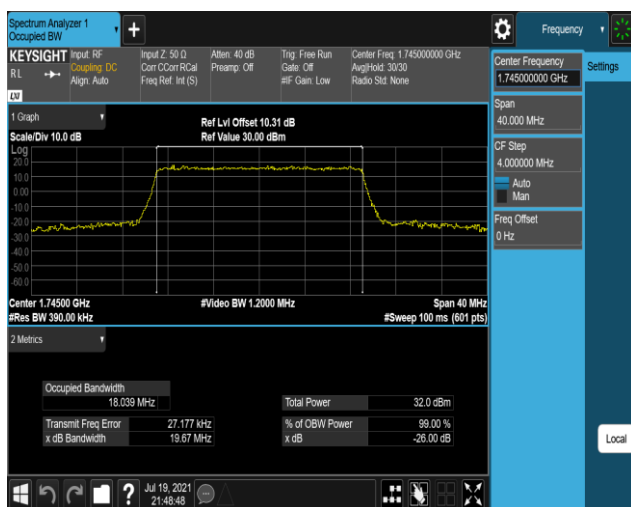 Spectrum Analyzer 1
Occupied BW
+
Frequency
KEYSIGHT
RL
LXI
Input: RF
Coupling: DC
Align: Auto
Input Z: 50 Ω
Corr CCorr RCal
Freq Ref: Int (S)
Atten: 40 dB
Preamp: Off
Trig: Free Run
Gate: Off
#IF Gain: Low
Center Freq: 1.745000000 GHz
Avg|Hold: 30/30
Radio Std: None
Center Frequency
1.745000000 GHz
Settings
Span
40.000 MHz
CF Step
4.000000 MHz
Auto
Man
Freq Offset
0 Hz
1 Graph
Scale/Div 10.0 dB
Ref Lvl Offset 10.31 dB
Ref Value 30.00 dBm
Log
20.0
10.0
0.00
-10.0
-20.0
-30.0
-40.0
-50.0
-60.0
Center 1.74500 GHz
#Video BW 1.2000 MHz
Span 40 MHz
#Res BW 390.00 kHz
#Sweep 100 ms (601 pts)
2 Metrics
Occupied Bandwidth
18.039 MHz
Total Power 32.0 dBm
Transmit Freq Error 27.177 kHz
% of OBW Power 99.00 %
x dB Bandwidth 19.67 MHz
x dB -26.00 dB
Local
?
Jul 19, 2021
21:48:48